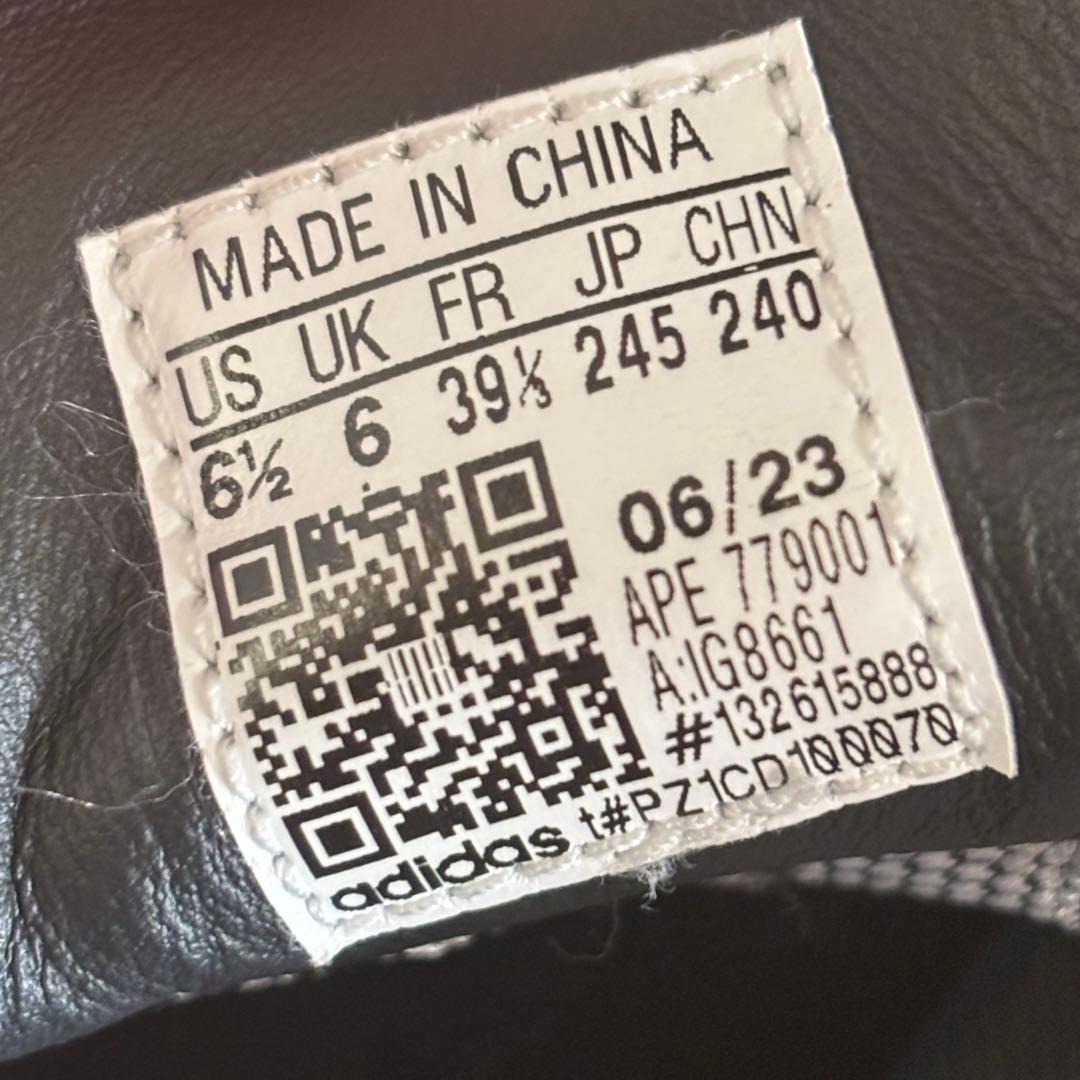 MADE IN CHINA
US UK FR JP CHN
6½ 6 39⅓ 245 240
06/23
APE 779001
A:IG8661
#132615888
adidas t#PZ1CD100070